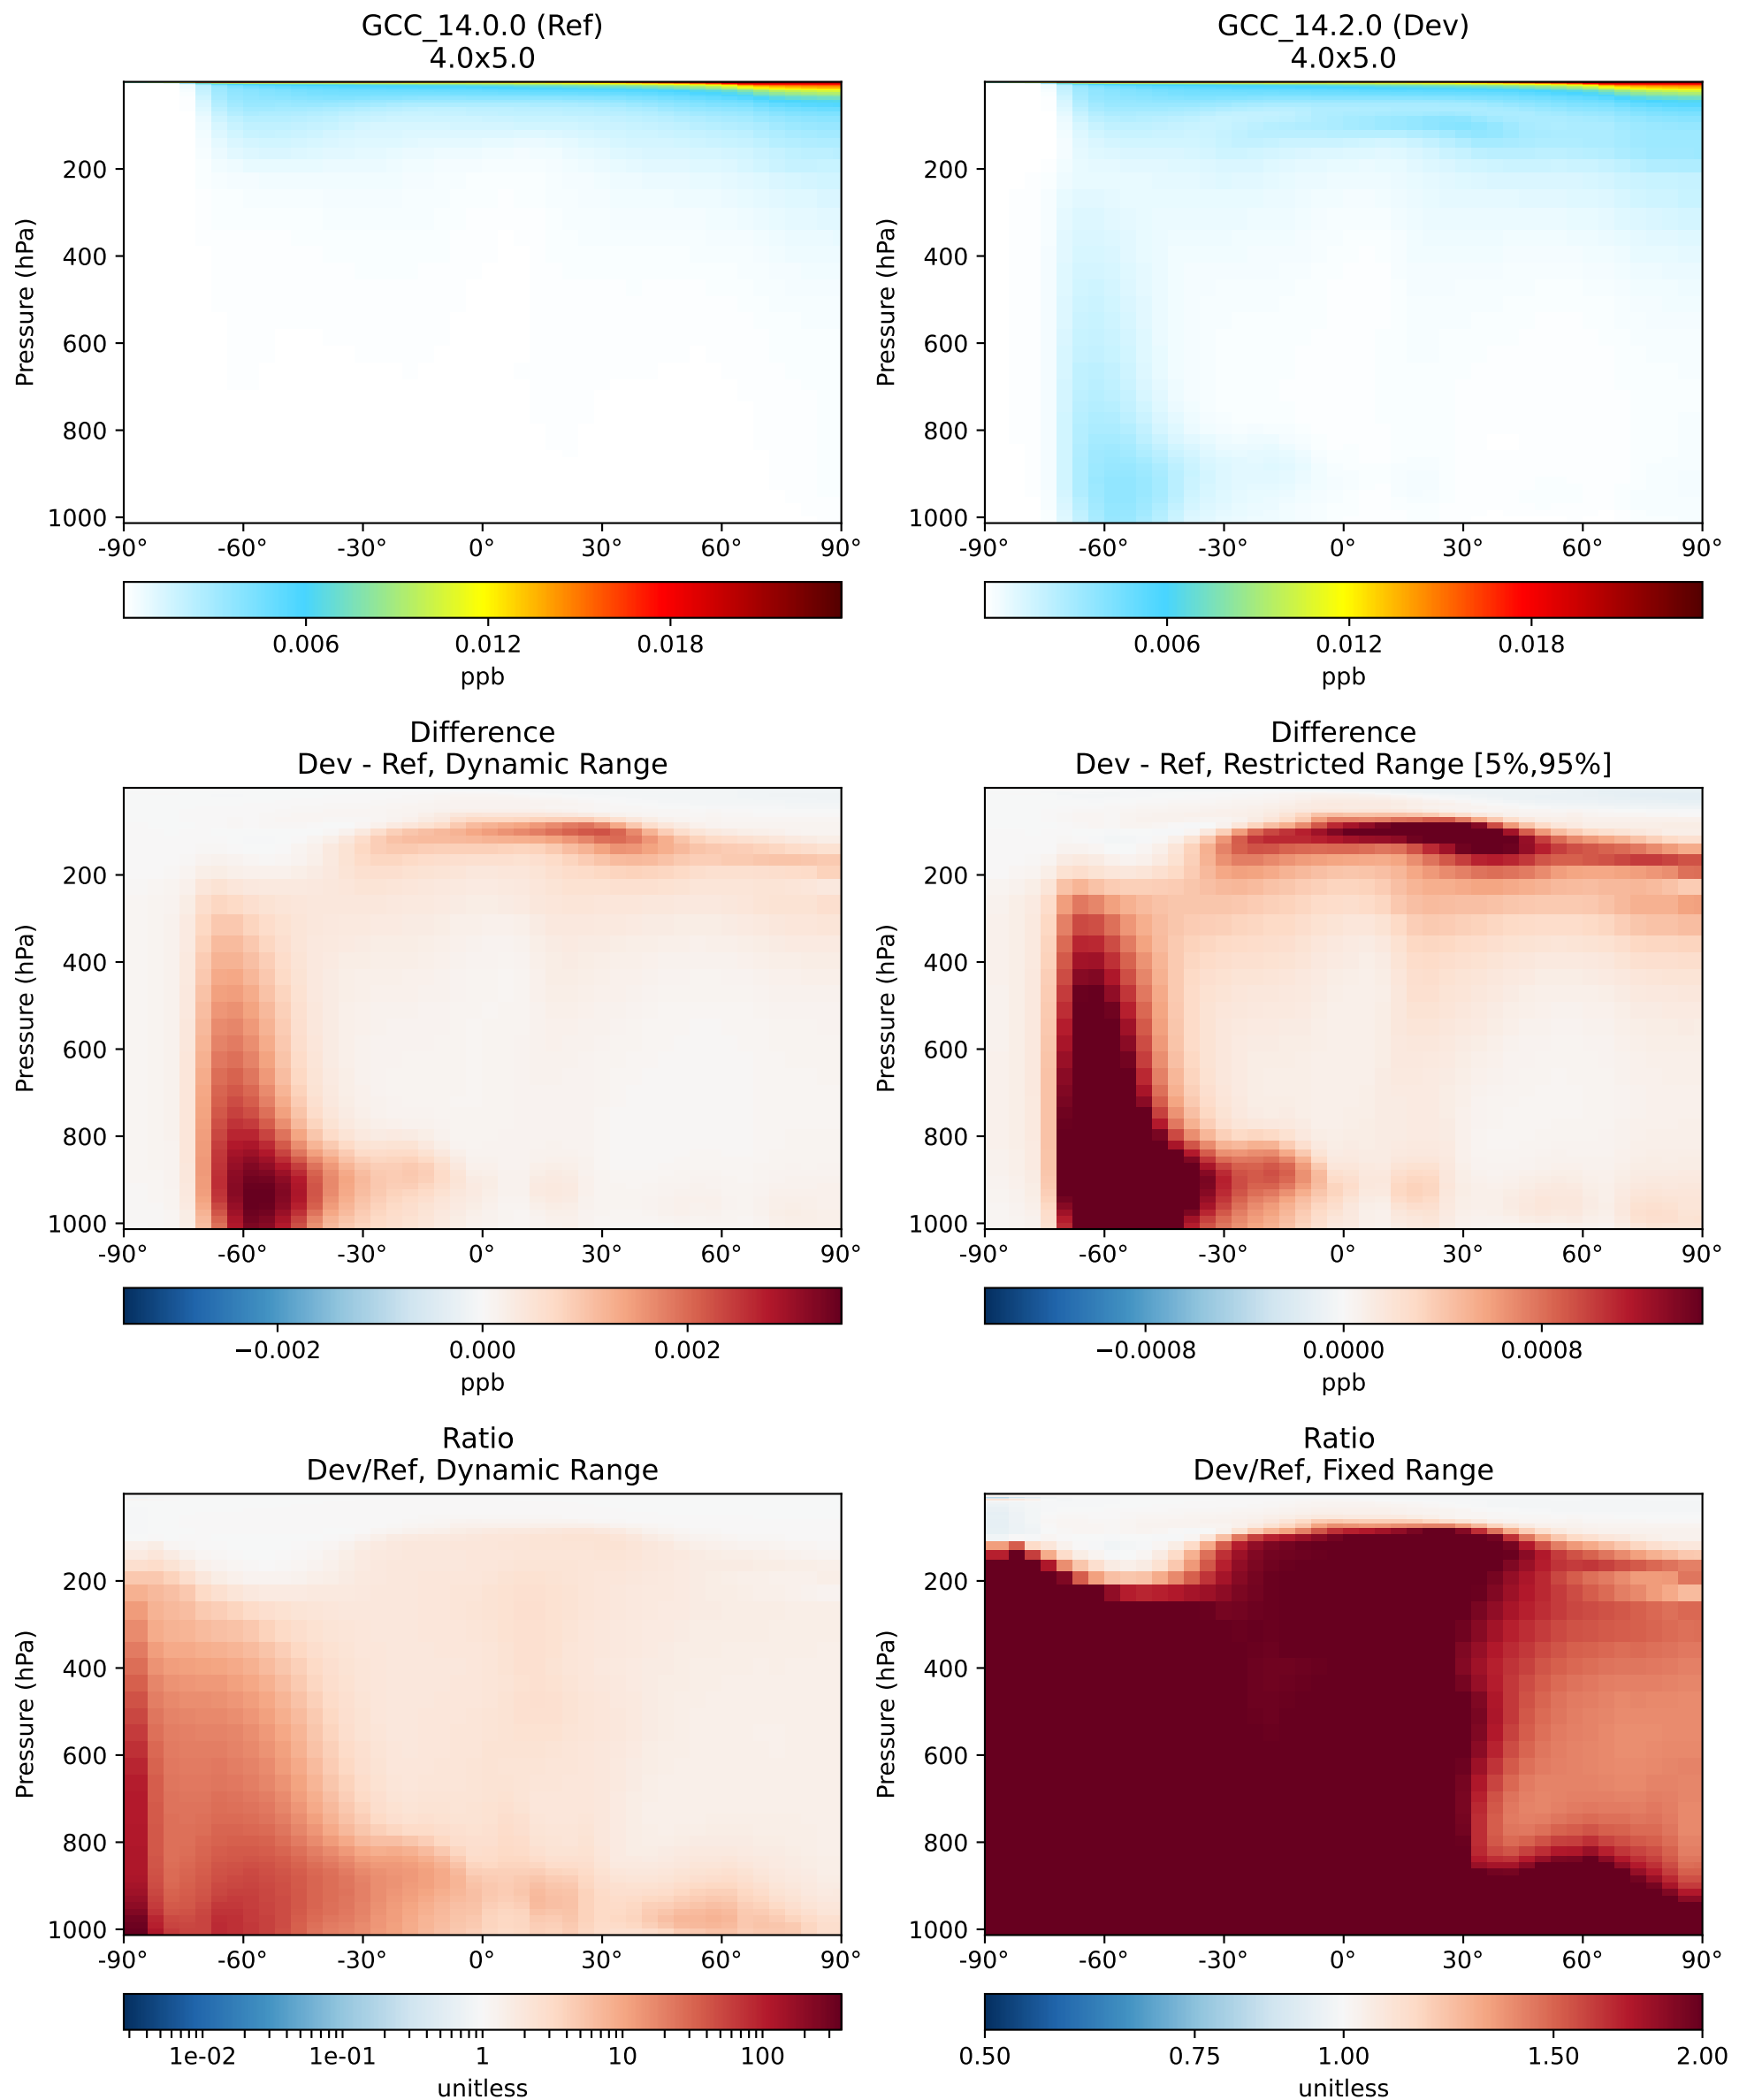 GCC_14.0.0 (Ref)
4.0x5.0
Pressure (hPa)
200
400
600
800
1000
-90° -60° -30° 0° 30° 60° 90°
0.006 0.012 0.018
ppb
GCC_14.2.0 (Dev)
4.0x5.0
Pressure (hPa)
200
400
600
800
1000
-90° -60° -30° 0° 30° 60° 90°
0.006 0.012 0.018
ppb
Difference
Dev - Ref, Dynamic Range
Pressure (hPa)
200
400
600
800
1000
-90° -60° -30° 0° 30° 60° 90°
−0.002 0.000 0.002
ppb
Difference
Dev - Ref, Restricted Range [5%,95%]
Pressure (hPa)
200
400
600
800
1000
-90° -60° -30° 0° 30° 60° 90°
−0.0008 0.0000 0.0008
ppb
Ratio
Dev/Ref, Dynamic Range
Pressure (hPa)
200
400
600
800
1000
-90° -60° -30° 0° 30° 60° 90°
1e-02 1e-01 1 10 100
unitless
Ratio
Dev/Ref, Fixed Range
Pressure (hPa)
200
400
600
800
1000
-90° -60° -30° 0° 30° 60° 90°
0.50 0.75 1.00 1.50 2.00
unitless